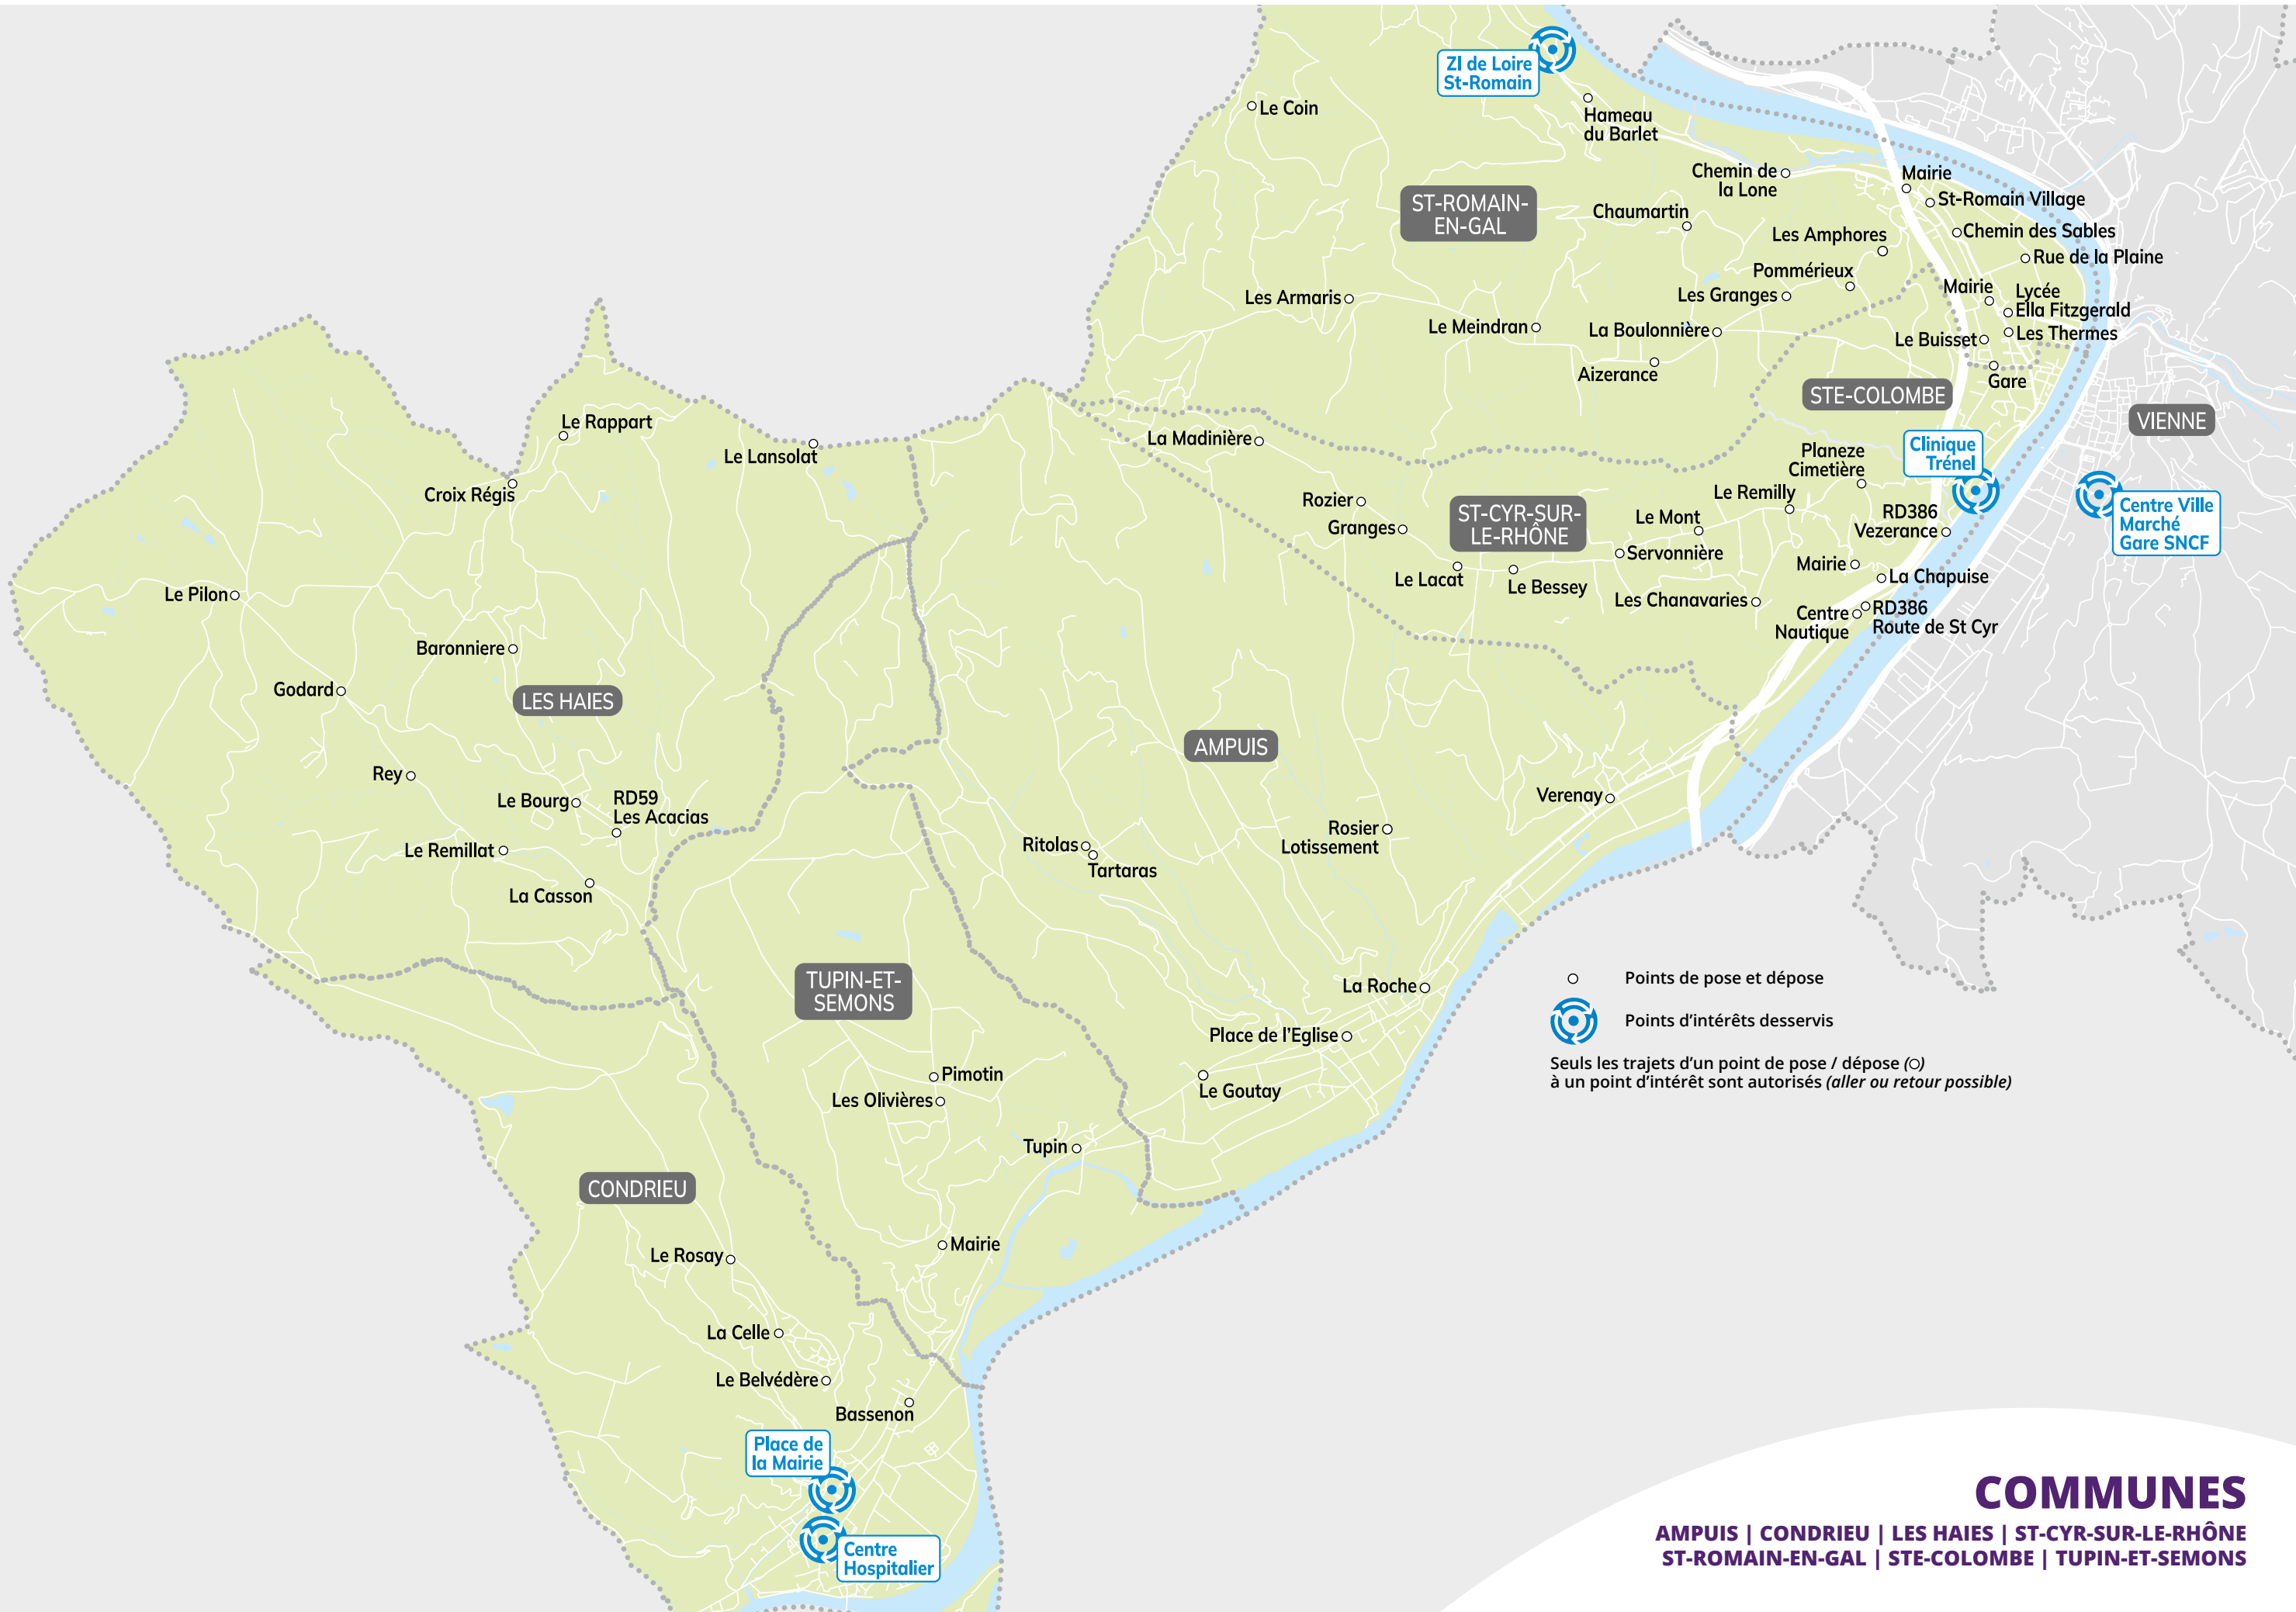 ZI de Loire
St-Romain
Le Coin
Hameau
du Barlet
Chemin de
la Lone
Mairie
St-Romain Village
ST-ROMAIN-
EN-GAL
Chaumartin
Les Amphores
Chemin des Sables
Rue de la Plaine
Pommérieux
Les Armaris
Les Granges
Mairie
Lycée
Ella Fitzgerald
Le Meindran
La Boulonnière
Le Buisset
Les Thermes
Aizerance
Gare
STE-COLOMBE
VIENNE
Le Rappart
Le Lansolat
La Madinière
Clinique
Trénel
Planeze
Cimetière
Croix Régis
Rozier
Le Remilly
Centre Ville
Marché
Gare SNCF
Granges
ST-CYR-SUR-
LE-RHÔNE
Le Mont
RD386
Vezerance
Servonnière
Le Lacat
Le Bessey
Mairie
La Chapuise
Le Pilon
Les Chanavaries
Centre
Nautique
RD386
Route de St Cyr
Baronniere
Godard
LES HAIES
AMPUIS
Rey
Le Bourg
RD59
Les Acacias
Verenay
Le Remillat
Ritolas
Tartaras
Rosier
Lotissement
La Casson
TUPIN-ET-
SEMONS
La Roche
Points de pose et dépose
Points d’intérêts desservis
Place de l’Eglise
Seuls les trajets d’un point de pose / dépose (O)
à un point d’intérêt sont autorisés (aller ou retour possible)
Pimotin
Les Olivières
Le Goutay
Tupin
CONDRIEU
Mairie
Le Rosay
La Celle
Le Belvédère
Bassenon
Place de
la Mairie
Centre
Hospitalier
COMMUNES
AMPUIS | CONDRIEU | LES HAIES | ST-CYR-SUR-LE-RHÔNE
ST-ROMAIN-EN-GAL | STE-COLOMBE | TUPIN-ET-SEMONS